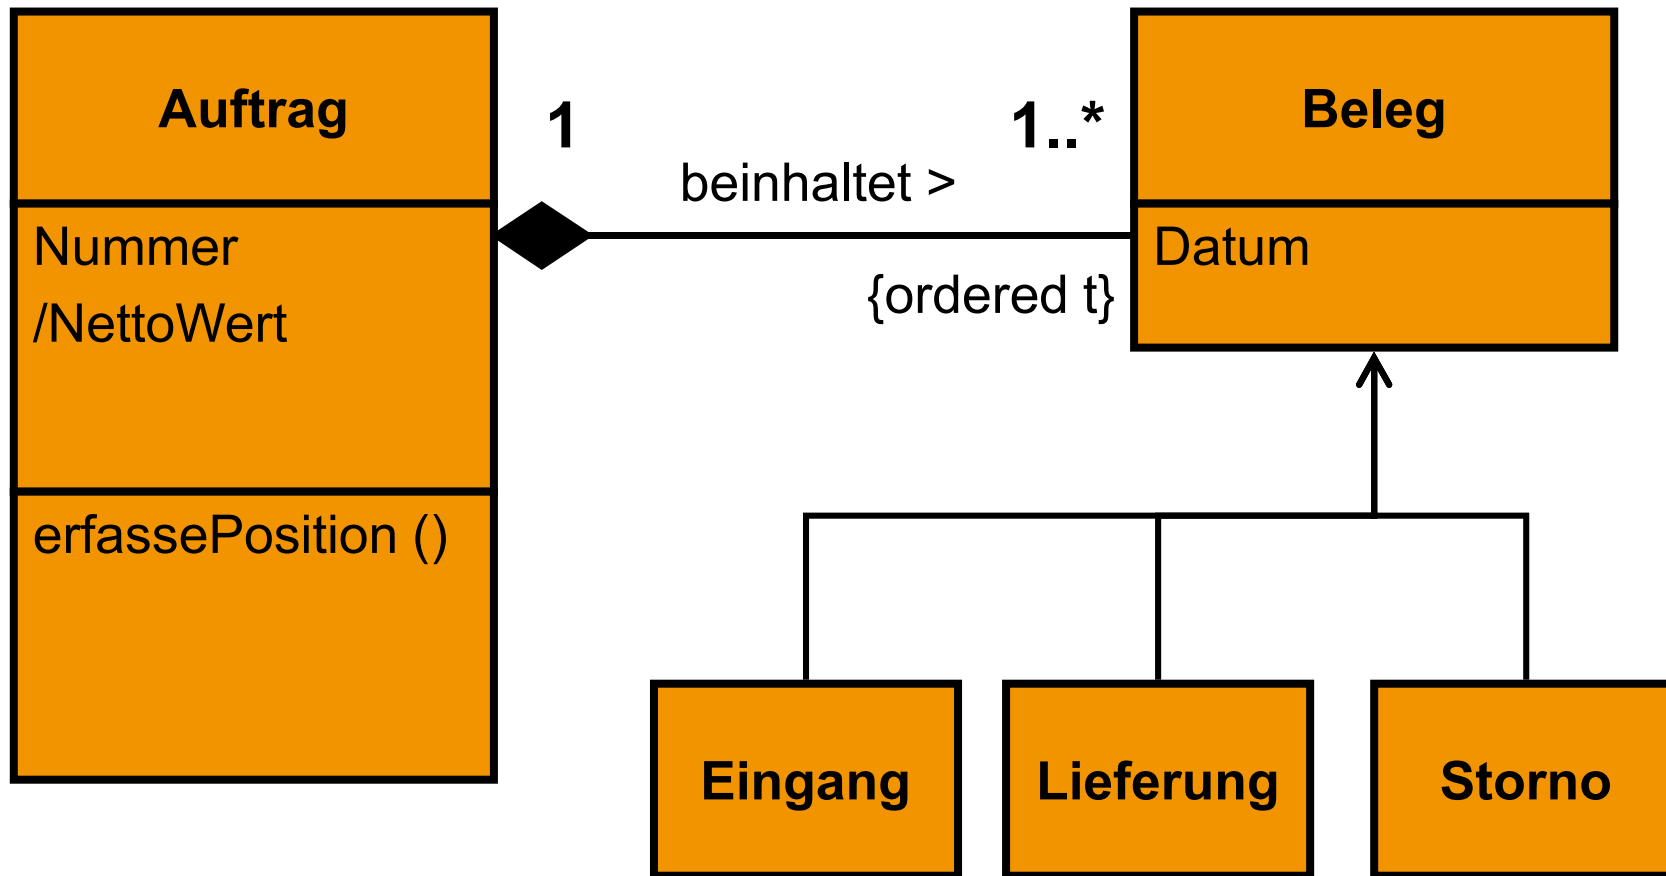 Auftrag
Nummer
/NettoWert
erfassePosition ()
1
1..*
beinhaltet >
{ordered t}
Beleg
Datum
Eingang
Lieferung
Storno